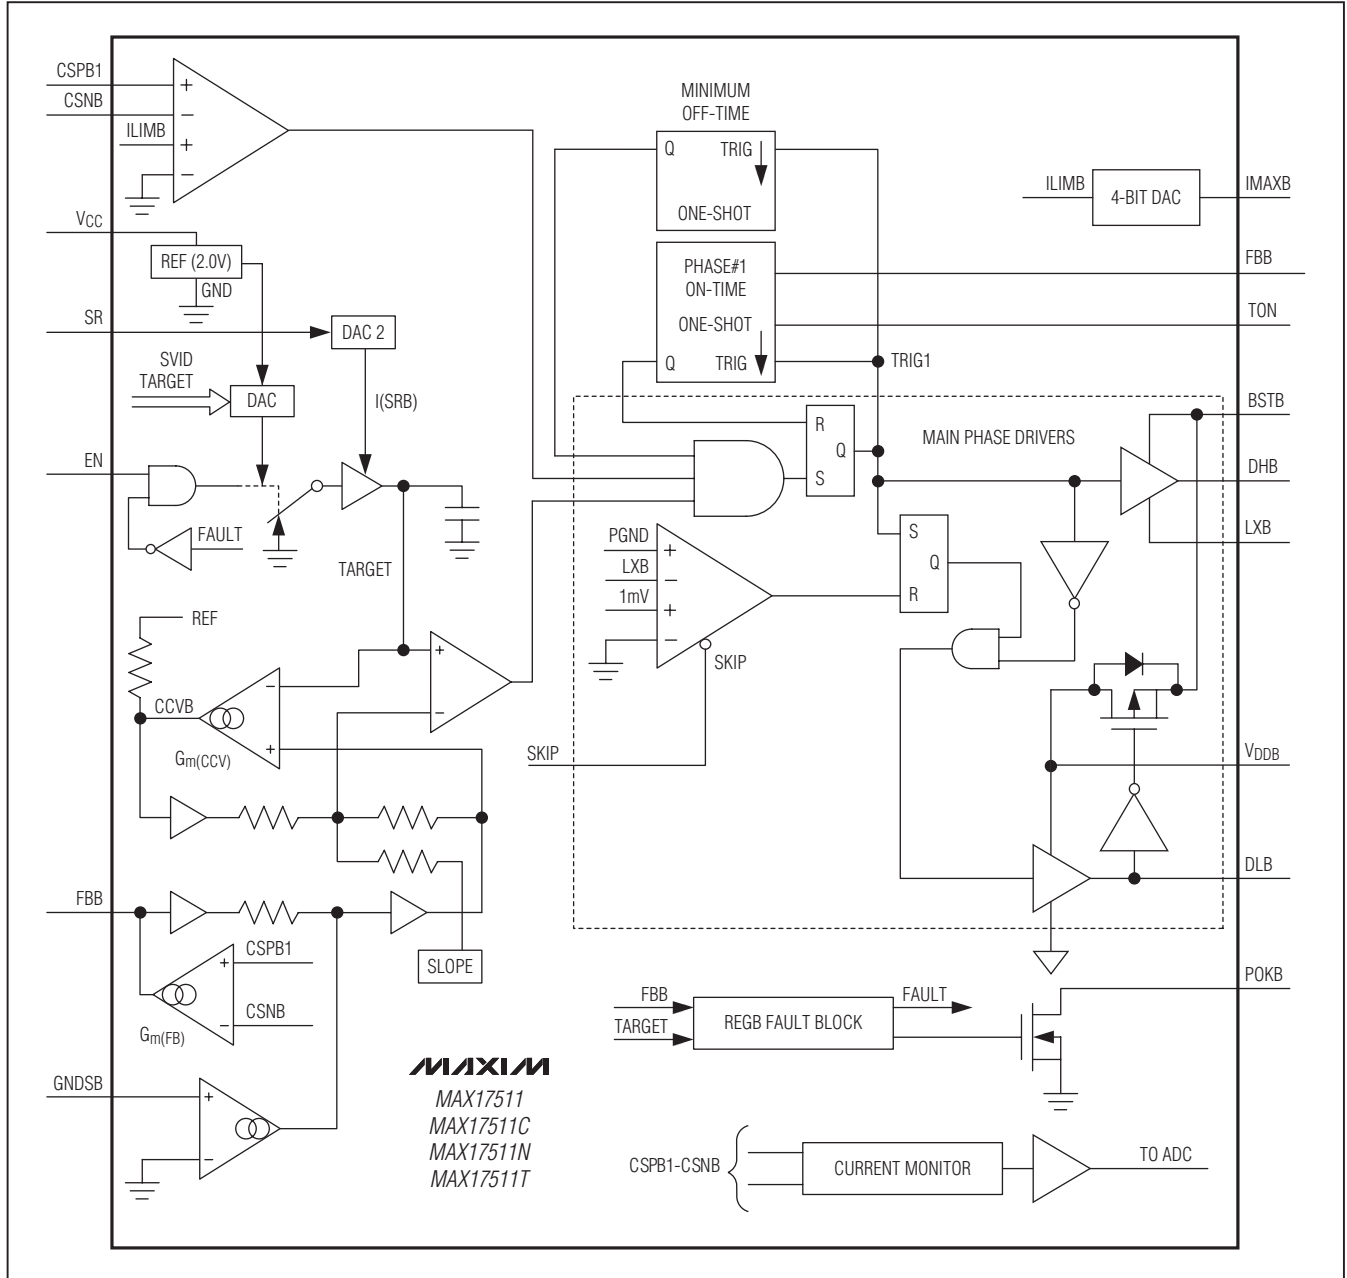 CSPB1
+
CSNB
−
ILIMB
+
−
VCC
REF (2.0V)
GND
SR
DAC 2
SVID
TARGET
DAC
I(SRB)
EN
FAULT
TARGET
REF
CCVB
−
+
Gm(CCV)
+
−
FBB
CSPB1
+
CSNB
−
Gm(FB)
SLOPE
GNDSB
+
−
MAXIM
MAX17511
MAX17511C
MAX17511N
MAX17511T
MINIMUM
OFF-TIME
Q TRIG
ONE-SHOT
PHASE#1
ON-TIME
ONE-SHOT
Q TRIG
TRIG1
ILIMB
4-BIT DAC
IMAXB
FBB
TON
MAIN PHASE DRIVERS
R
Q
S
BSTB
DHB
LXB
PGND
+
LXB
−
1mV
+
−
SKIP
S
Q
R
SKIP
VDDB
DLB
FBB
TARGET
REGB FAULT BLOCK
FAULT
POKB
CSPB1-CSNB
CURRENT MONITOR
TO ADC